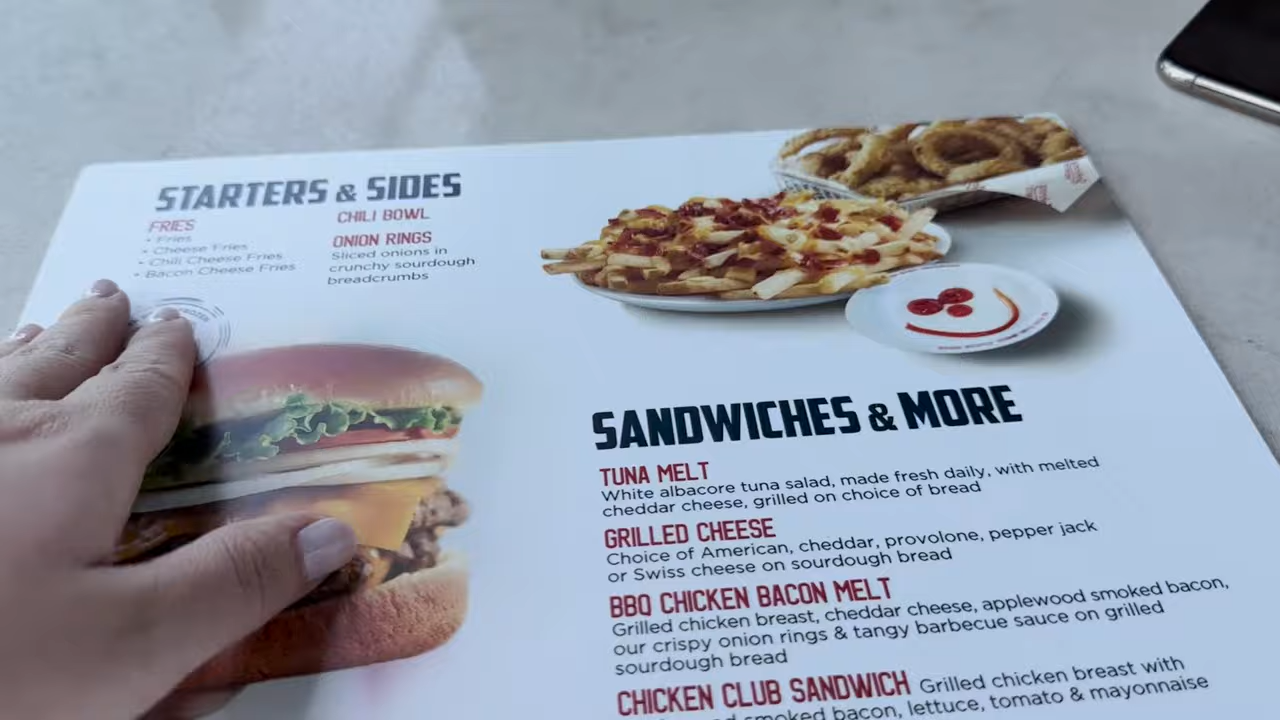 STARTERS & SIDES
FRIES
• Fries
• Cheese Fries
• Chili Cheese Fries
• Bacon Cheese Fries
CHILI BOWL
ONION RINGS
Sliced onions in
crunchy sourdough
breadcrumbs
SANDWICHES & MORE
TUNA MELT
White albacore tuna salad, made fresh daily, with melted
cheddar cheese, grilled on choice of bread
GRILLED CHEESE
Choice of American, cheddar, provolone, pepper jack
or Swiss cheese on sourdough bread
BBQ CHICKEN BACON MELT
Grilled chicken breast, cheddar cheese, applewood smoked bacon,
our crispy onion rings & tangy barbecue sauce on grilled
sourdough bread
CHICKEN CLUB SANDWICH Grilled chicken breast with
smoked bacon, lettuce, tomato & mayonnaise